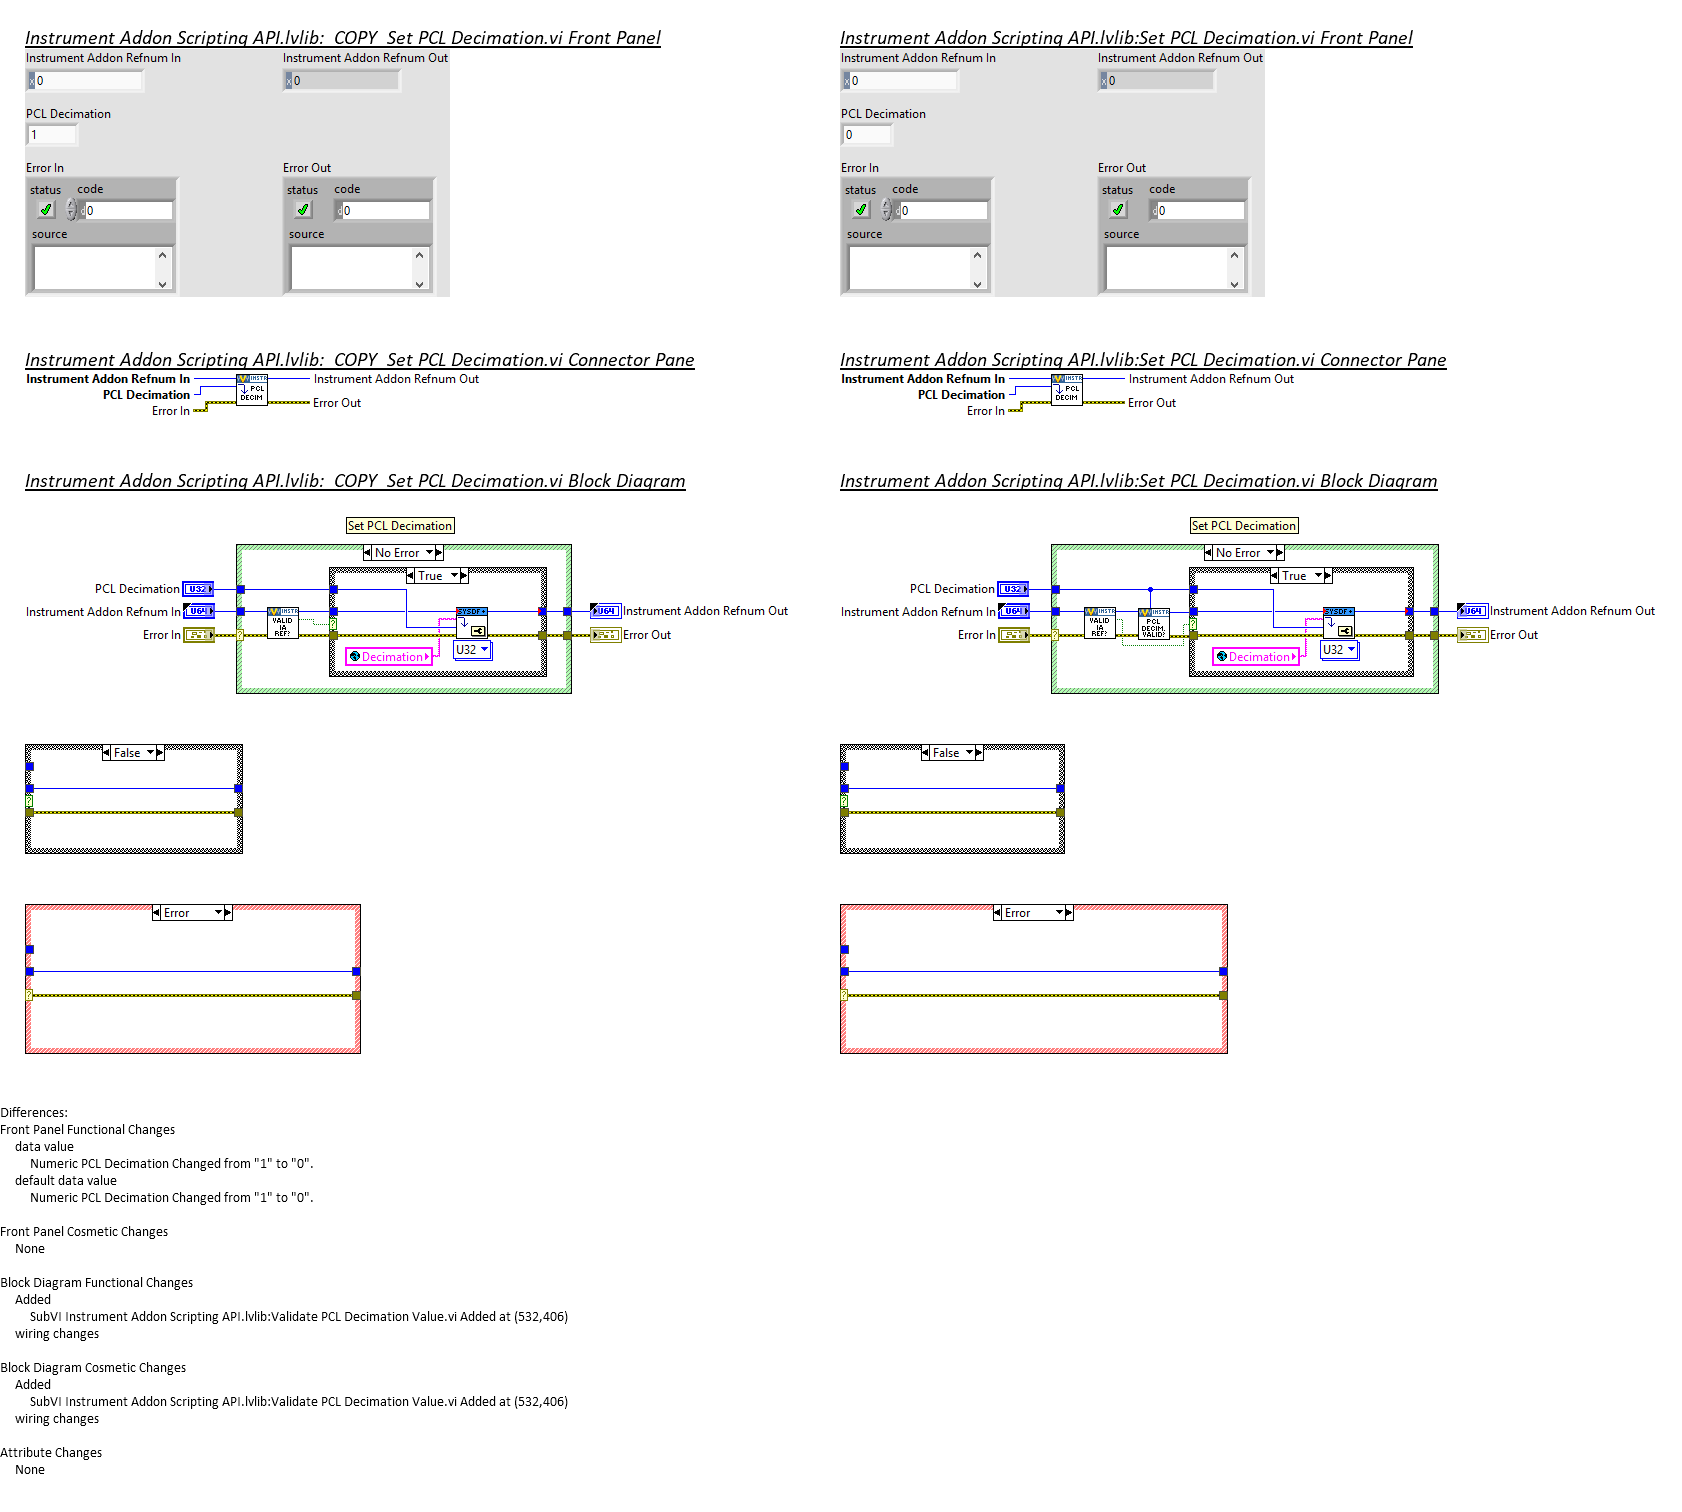 Instrument Addon Scripting API.lvlib:  COPY  Set PCL Decimation.vi Front Panel
Instrument Addon Refnum In
Instrument Addon Refnum Out
x 0
x 0
PCL Decimation
1
Error In
Error Out
status code
status code
d 0
d 0
source
source
Instrument Addon Scripting API.lvlib:Set PCL Decimation.vi Front Panel
Instrument Addon Refnum In
Instrument Addon Refnum Out
x 0
x 0
PCL Decimation
0
Error In
Error Out
status code
status code
d 0
d 0
source
source
Instrument Addon Scripting API.lvlib:  COPY  Set PCL Decimation.vi Connector Pane
Instrument Addon Refnum In
INSTR
Instrument Addon Refnum Out
PCL Decimation
PCL
DECIM
Error In
Error Out
Instrument Addon Scripting API.lvlib:Set PCL Decimation.vi Connector Pane
Instrument Addon Refnum In
INSTR
Instrument Addon Refnum Out
PCL Decimation
PCL
DECIM
Error In
Error Out
Instrument Addon Scripting API.lvlib:  COPY  Set PCL Decimation.vi Block Diagram
Set PCL Decimation
No Error
True
PCL Decimation
U32
Instrument Addon Refnum In
U64
INSTR
VALID
IA
REF?
SYSDF
U64
Instrument Addon Refnum Out
Error In
?
?
Error Out
Decimation
U32
False
?
Error
?
Instrument Addon Scripting API.lvlib:Set PCL Decimation.vi Block Diagram
Set PCL Decimation
No Error
True
PCL Decimation
U32
Instrument Addon Refnum In
U64
INSTR
VALID
IA
REF?
INSTR
PCL
DECIM.
VALID?
SYSDF
U64
Instrument Addon Refnum Out
Error In
?
?
Error Out
Decimation
U32
False
?
Error
?
Differences:
Front Panel Functional Changes
data value
Numeric PCL Decimation Changed from "1" to "0".
default data value
Numeric PCL Decimation Changed from "1" to "0".
Front Panel Cosmetic Changes
None
Block Diagram Functional Changes
Added
SubVI Instrument Addon Scripting API.lvlib:Validate PCL Decimation Value.vi Added at (532,406)
wiring changes
Block Diagram Cosmetic Changes
Added
SubVI Instrument Addon Scripting API.lvlib:Validate PCL Decimation Value.vi Added at (532,406)
wiring changes
Attribute Changes
None